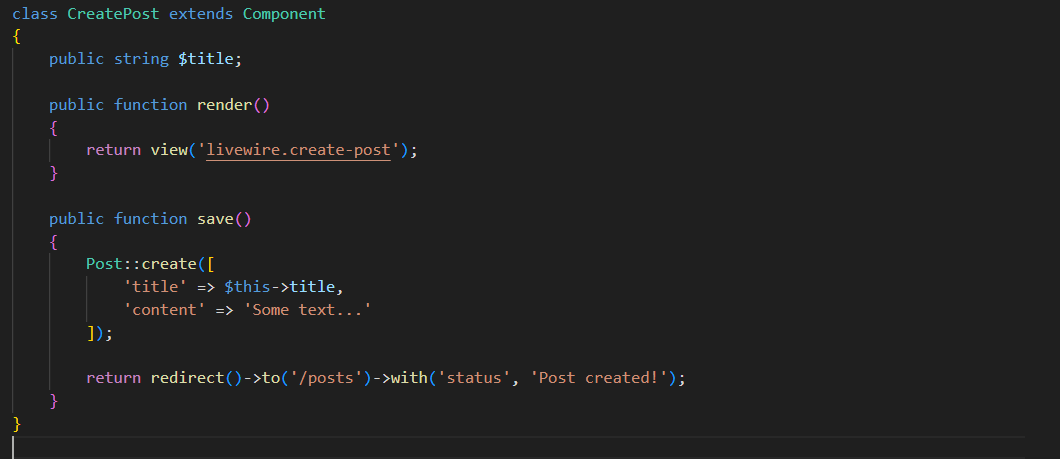 class CreatePost extends Component
{
    public string $title;

    public function render()
    {
        return view('livewire.create-post');
    }

    public function save()
    {
        Post::create([
            'title' => $this->title,
            'content' => 'Some text...'
        ]);

        return redirect()->to('/posts')->with('status', 'Post created!');
    }
}